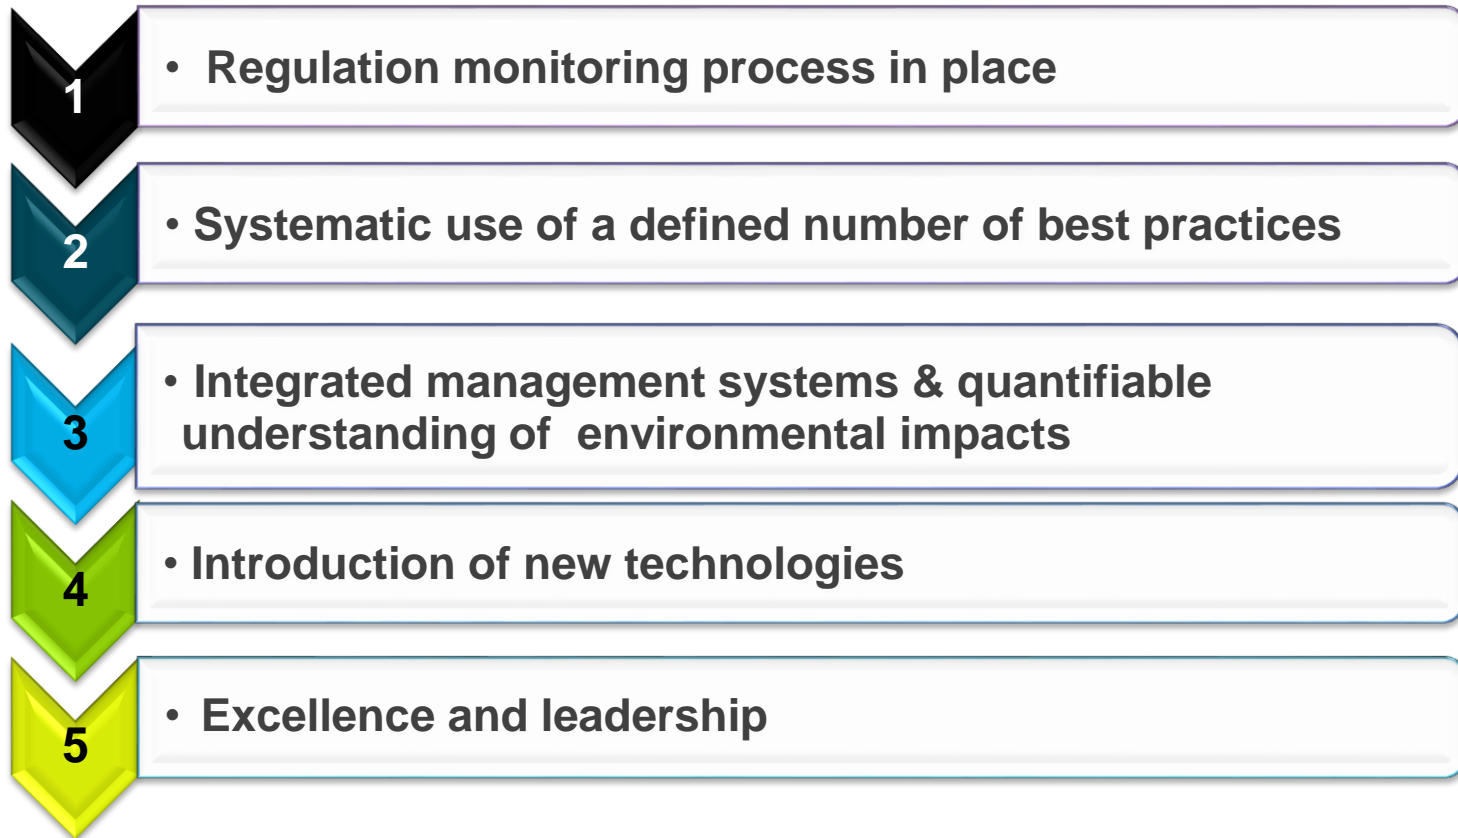 1
• Regulation monitoring process in place
2
• Systematic use of a defined number of best practices
3
• Integrated management systems & quantifiable
understanding of environmental impacts
4
• Introduction of new technologies
5
• Excellence and leadership